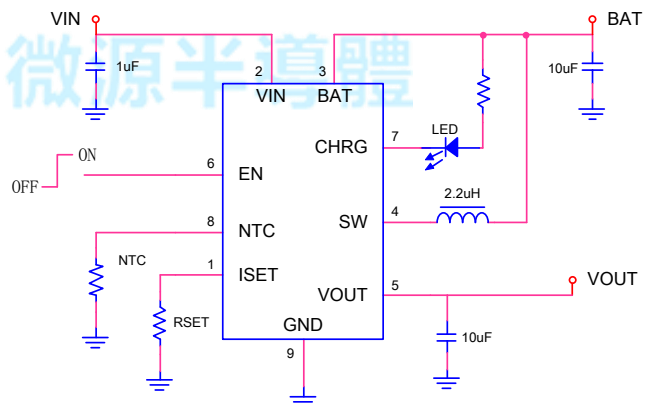 VIN
BAT
微源半導體
1uF
10uF
2
3
VIN
BAT
LED
7
CHRG
ON
OFF
6
EN
2.2uH
4
SW
8
NTC
NTC
1
ISET
5
VOUT
VOUT
RSET
GND
10uF
9